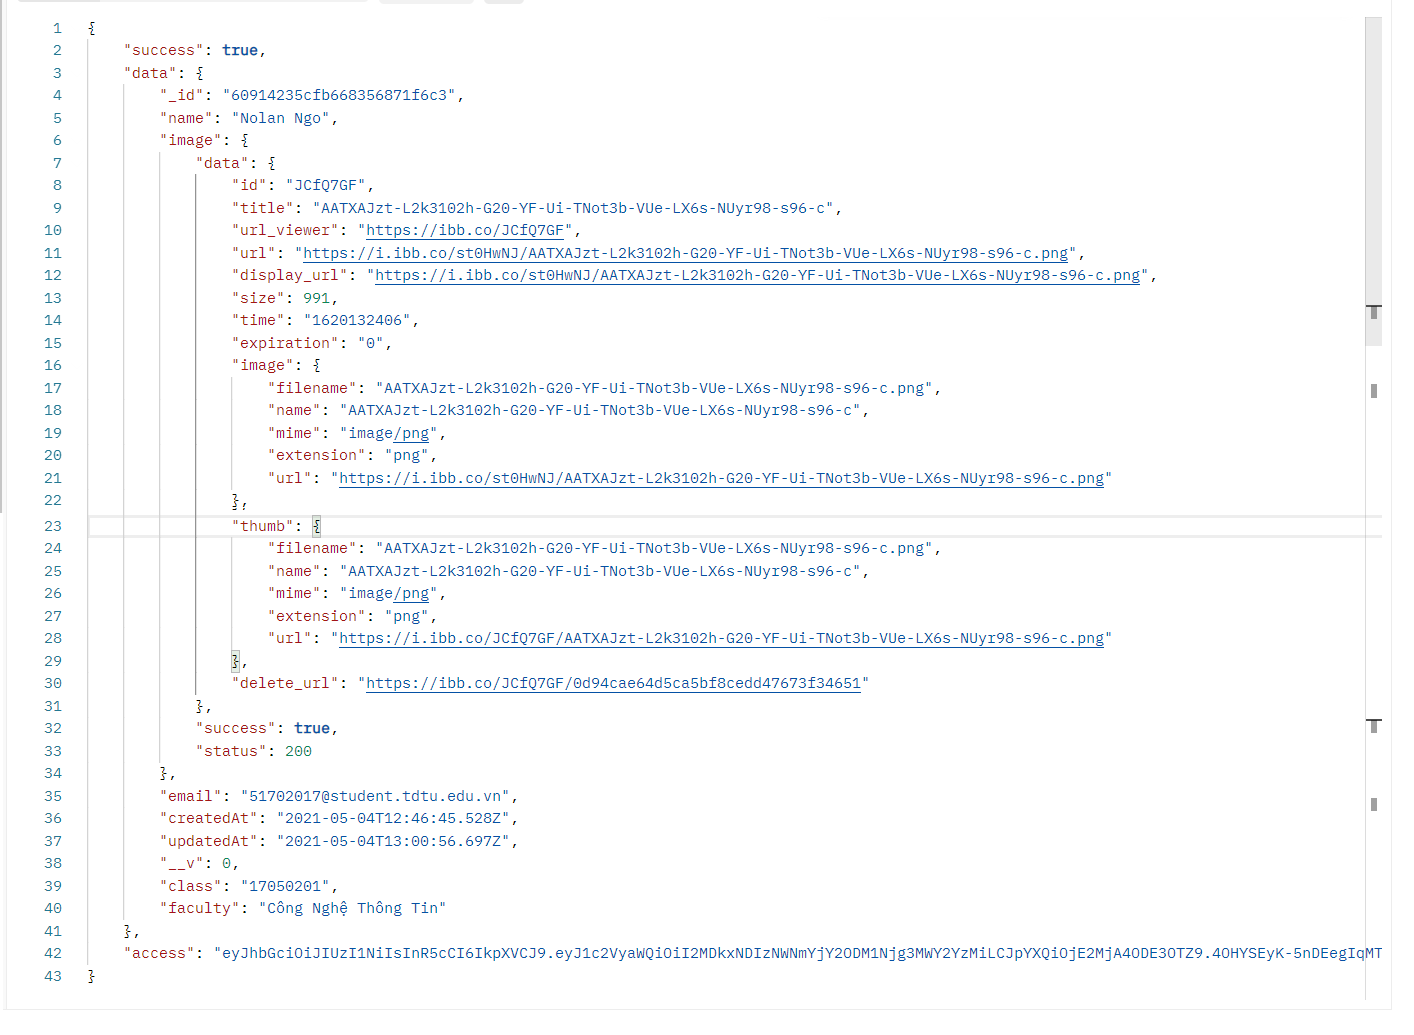 1 {
2 "success": true,
3 "data": {
4 "_id": "60914235cfb668356871f6c3",
5 "name": "Nolan Ngo",
6 "image": {
7 "data": {
8 "id": "JCfQ7GF",
9 "title": "AATXAJzt-L2k3102h-G20-YF-Ui-TNot3b-VUe-LX6s-NUyr98-s96-c",
10 "url_viewer": "https://ibb.co/JCfQ7GF",
11 "url": "https://i.ibb.co/st0HwNJ/AATXAJzt-L2k3102h-G20-YF-Ui-TNot3b-VUe-LX6s-NUyr98-s96-c.png",
12 "display_url": "https://i.ibb.co/st0HwNJ/AATXAJzt-L2k3102h-G20-YF-Ui-TNot3b-VUe-LX6s-NUyr98-s96-c.png",
13 "size": 991,
14 "time": "1620132406",
15 "expiration": "0",
16 "image": {
17 "filename": "AATXAJzt-L2k3102h-G20-YF-Ui-TNot3b-VUe-LX6s-NUyr98-s96-c.png",
18 "name": "AATXAJzt-L2k3102h-G20-YF-Ui-TNot3b-VUe-LX6s-NUyr98-s96-c",
19 "mime": "image/png",
20 "extension": "png",
21 "url": "https://i.ibb.co/st0HwNJ/AATXAJzt-L2k3102h-G20-YF-Ui-TNot3b-VUe-LX6s-NUyr98-s96-c.png"
22 },
23 "thumb": {
24 "filename": "AATXAJzt-L2k3102h-G20-YF-Ui-TNot3b-VUe-LX6s-NUyr98-s96-c.png",
25 "name": "AATXAJzt-L2k3102h-G20-YF-Ui-TNot3b-VUe-LX6s-NUyr98-s96-c",
26 "mime": "image/png",
27 "extension": "png",
28 "url": "https://i.ibb.co/JCfQ7GF/AATXAJzt-L2k3102h-G20-YF-Ui-TNot3b-VUe-LX6s-NUyr98-s96-c.png"
29 },
30 "delete_url": "https://ibb.co/JCfQ7GF/0d94cae64d5ca5bf8cedd47673f34651"
31 },
32 "success": true,
33 "status": 200
34 },
35 "email": "51702017@student.tdtu.edu.vn",
36 "createdAt": "2021-05-04T12:46:45.528Z",
37 "updatedAt": "2021-05-04T13:00:56.697Z",
38 "__v": 0,
39 "class": "17050201",
40 "faculty": "Công Nghệ Thông Tin"
41 },
42 "access": "eyJhbGciOiJIUzI1NiIsInR5cCI6IkpXVCJ9.eyJ1c2VyaWQiOiI2MDkxNDIzNWNmYjY2ODM1Njg3MWY2YzMiLCJpYXQiOjE2MjA4ODE3OTZ9.4OHYSEyK-5nDEegIqMT
43 }